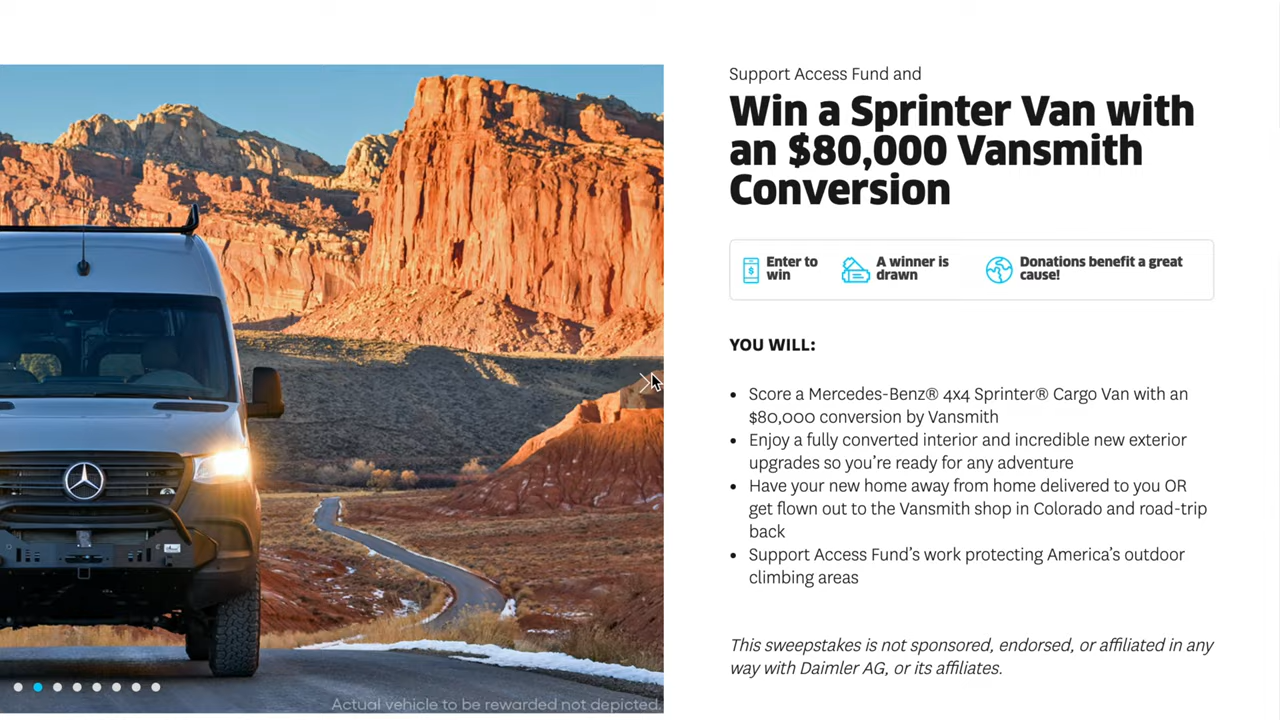 Support Access Fund and
Win a Sprinter Van with
an $80,000 Vansmith
Conversion
Enter to
win
A winner is
drawn
Donations benefit a great
cause!
YOU WILL:
• Score a Mercedes-Benz® 4x4 Sprinter® Cargo Van with an
$80,000 conversion by Vansmith
• Enjoy a fully converted interior and incredible new exterior
upgrades so you’re ready for any adventure
• Have your new home away from home delivered to you OR
get flown out to the Vansmith shop in Colorado and road-trip
back
• Support Access Fund’s work protecting America’s outdoor
climbing areas
This sweepstakes is not sponsored, endorsed, or affiliated in any
way with Daimler AG, or its affiliates.
Actual vehicle to be rewarded not depicted.